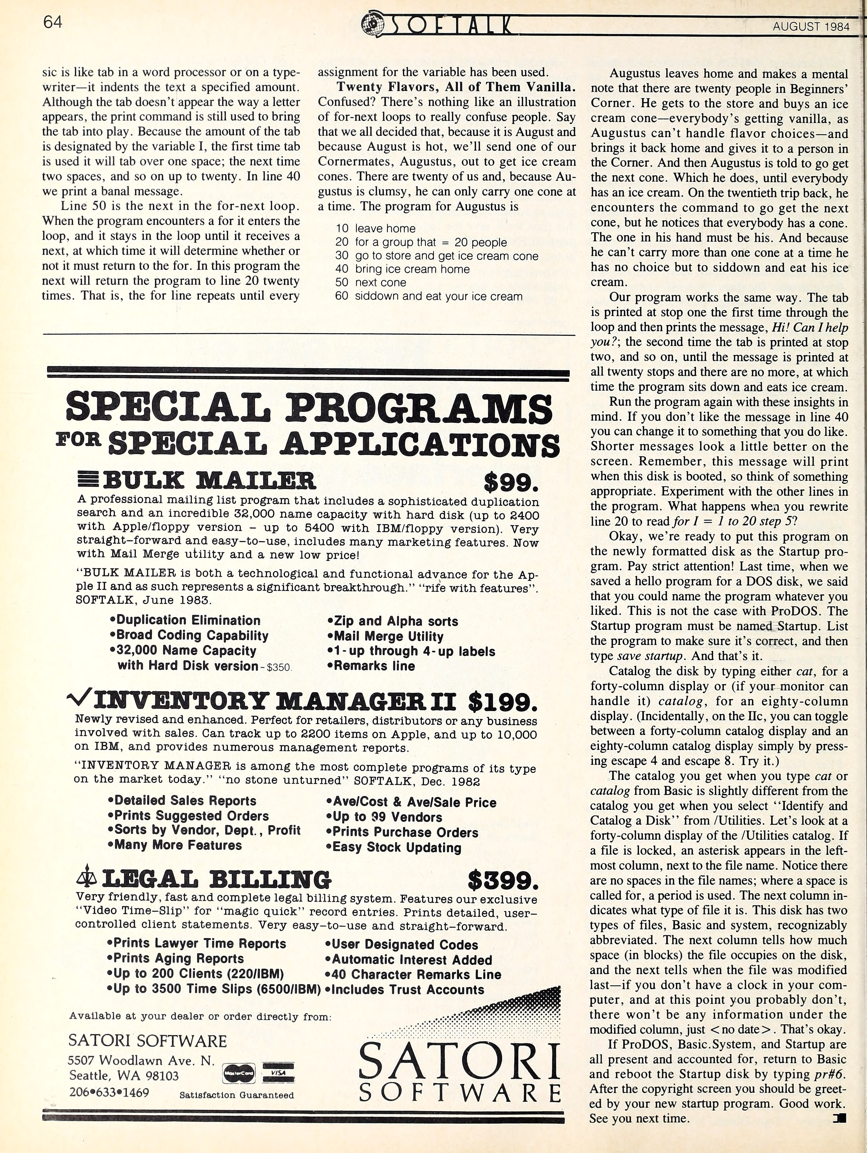 64
SOFTALK
AUGUST 1984
sic is like tab in a word processor or on a type-
writer—it indents the text a specified amount.
Although the tab doesn't appear the way a letter
appears, the print command is still used to bring
the tab into play. Because the amount of the tab
is designated by the variable I, the first time tab
is used it will tab over one space; the next time
two spaces, and so on up to twenty. In line 40
we print a banal message.
Line 50 is the next in the for-next loop.
When the program encounters a for it enters the
loop, and it stays in the loop until it receives a
next, at which time it will determine whether or
not it must return to the for. In this program the
next will return the program to line 20 twenty
times. That is, the for line repeats until every
assignment for the variable has been used.
Twenty Flavors, All of Them Vanilla.
Confused? There's nothing like an illustration
of for-next loops to really confuse people. Say
that we all decided that, because it is August and
because August is hot, we'll send one of our
Cornermates, Augustus, out to get ice cream
cones. There are twenty of us and, because Au-
gustus is clumsy, he can only carry one cone at
a time. The program for Augustus is
10 leave home
20 for a group that = 20 people
30 go to store and get ice cream cone
40 bring ice cream home
50 next cone
60 siddown and eat your ice cream
Augustus leaves home and makes a mental
note that there are twenty people in Beginners'
Corner. He gets to the store and buys an ice
cream cone—everybody's getting vanilla, as
Augustus can't handle flavor choices—and
brings it back home and gives it to a person in
the Corner. And then Augustus is told to go get
the next cone. Which he does, until everybody
has an ice cream. On the twentieth trip back, he
encounters the command to go get the next
cone, but he notices that everybody has a cone.
The one in his hand must be his. And because
he can't carry more than one cone at a time he
has no choice but to siddown and eat his ice
cream.
Our program works the same way. The tab
is printed at stop one the first time through the
loop and then prints the message, Hi! Can I help
you?; the second time the tab is printed at stop
two, and so on, until the message is printed at
all twenty stops and there are no more, at which
time the program sits down and eats ice cream.
Run the program again with these insights in
mind. If you don't like the message in line 40
you can change it to something that you do like.
Shorter messages look a little better on the
screen. Remember, this message will print
when this disk is booted, so think of something
appropriate. Experiment with the other lines in
the program. What happens when you rewrite
line 20 to read for I = 1 to 20 step 5?
Okay, we're ready to put this program on
the newly formatted disk as the Startup pro-
gram. Pay strict attention! Last time, when we
saved a hello program for a DOS disk, we said
that you could name the program whatever you
liked. This is not the case with ProDOS. The
Startup program must be named Startup. List
the program to make sure it's correct, and then
type save startup. And that's it.
Catalog the disk by typing either cat, for a
forty-column display or (if your monitor can
handle it) catalog, for an eighty-column
display. (Incidentally, on the IIc, you can toggle
between a forty-column catalog display and an
eighty-column catalog display simply by press-
ing escape 4 and escape 8. Try it.)
The catalog you get when you type cat or
catalog from Basic is slightly different from the
catalog you get when you select "Identify and
Catalog a Disk" from /Utilities. Let's look at a
forty-column display of the /Utilities catalog. If
a file is locked, an asterisk appears in the left-
most column, next to the file name. Notice there
are no spaces in the file names; where a space is
called for, a period is used. The next column in-
dicates what type of file it is. This disk has two
types of files, Basic and system, recognizably
abbreviated. The next column tells how much
space (in blocks) the file occupies on the disk,
and the next tells when the file was modified
last—if you don't have a clock in your com-
puter, and at this point you probably don't,
there won't be any information under the
modified column, just <no date>. That's okay.
If ProDOS, Basic.System, and Startup are
all present and accounted for, return to Basic
and reboot the Startup disk by typing pr#6.
After the copyright screen you should be greet-
ed by your new startup program. Good work.
See you next time.
SPECIAL PROGRAMS
FOR SPECIAL APPLICATIONS
BULK MAILER $99.
A professional mailing list program that includes a sophisticated duplication
search and an incredible 32,000 name capacity with hard disk (up to 2400
with Apple/floppy version – up to 5400 with IBM/floppy version). Very
straight-forward and easy-to-use, includes many marketing features. Now
with Mail Merge utility and a new low price!
"BULK MAILER is both a technological and functional advance for the Ap-
ple II and as such represents a significant breakthrough." "rife with features".
SOFTALK, June 1983.
•Duplication Elimination
•Broad Coding Capability
•32,000 Name Capacity
with Hard Disk version-$350.
•Zip and Alpha sorts
•Mail Merge Utility
•1-up through 4-up labels
•Remarks line
INVENTORY MANAGER II $199.
Newly revised and enhanced. Perfect for retailers, distributors or any business
involved with sales. Can track up to 2200 items on Apple, and up to 10,000
on IBM, and provides numerous management reports.
"INVENTORY MANAGER is among the most complete programs of its type
on the market today." "no stone unturned" SOFTALK, Dec. 1982
•Detailed Sales Reports
•Prints Suggested Orders
•Sorts by Vendor, Dept., Profit
•Many More Features
•Ave/Cost & Ave/Sale Price
•Up to 99 Vendors
•Prints Purchase Orders
•Easy Stock Updating
LEGAL BILLING $399.
Very friendly, fast and complete legal billing system. Features our exclusive
"Video Time-Slip" for "magic quick" record entries. Prints detailed, user-
controlled client statements. Very easy-to-use and straight-forward.
•Prints Lawyer Time Reports
•Prints Aging Reports
•Up to 200 Clients (220/IBM)
•Up to 3500 Time Slips (6500/IBM)
•User Designated Codes
•Automatic Interest Added
•40 Character Remarks Line
•Includes Trust Accounts
Available at your dealer or order directly from:
SATORI SOFTWARE
5507 Woodlawn Ave. N.
Seattle, WA 98103
206•633•1469
MasterCard
VISA
Satisfaction Guaranteed
SATORI
SOFTWARE